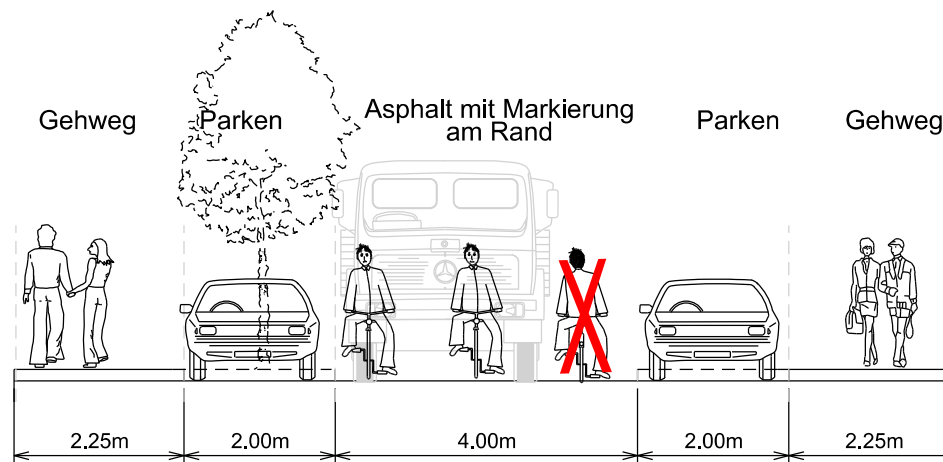 Gehweg
Parken
Asphalt mit Markierung
am Rand
Parken
Gehweg
2.25m
2.00m
4.00m
2.00m
2.25m